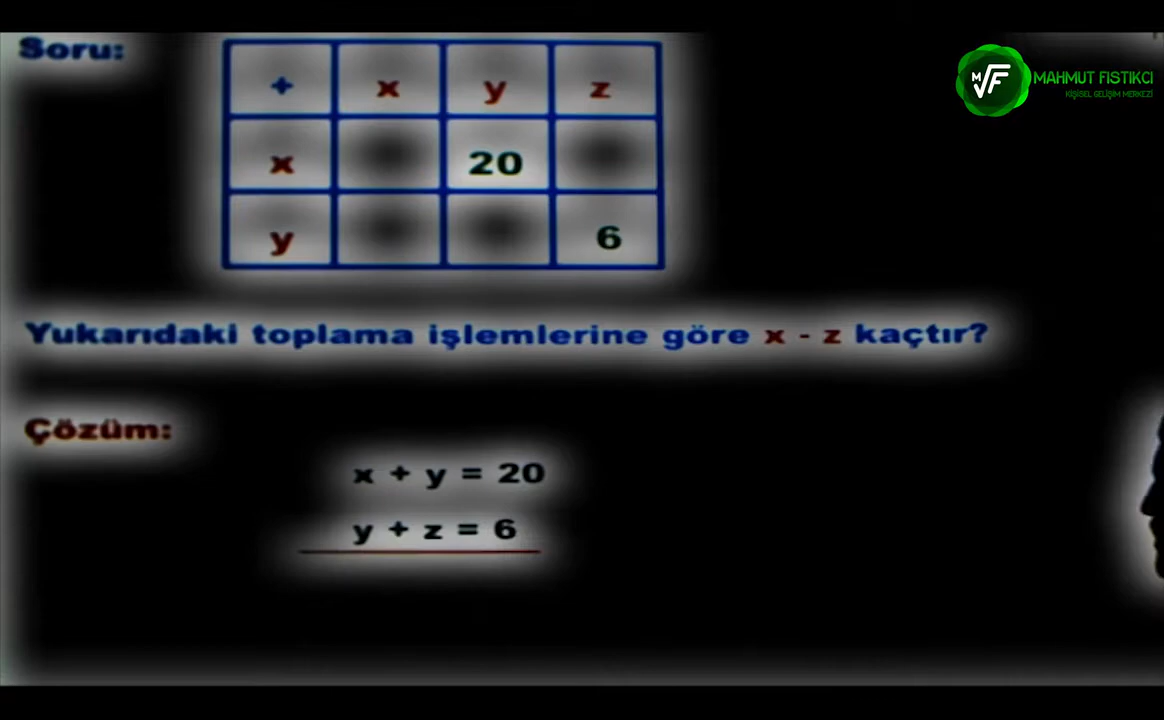 Soru:
MAHMUT FISTIKCI
KİŞİSEL GELİŞİM MERKEZİ
+ x y z
x 20
y 6
Yukarıdaki toplama işlemlerine göre x - z kaçtır?
Çözüm:
x + y = 20
y + z = 6